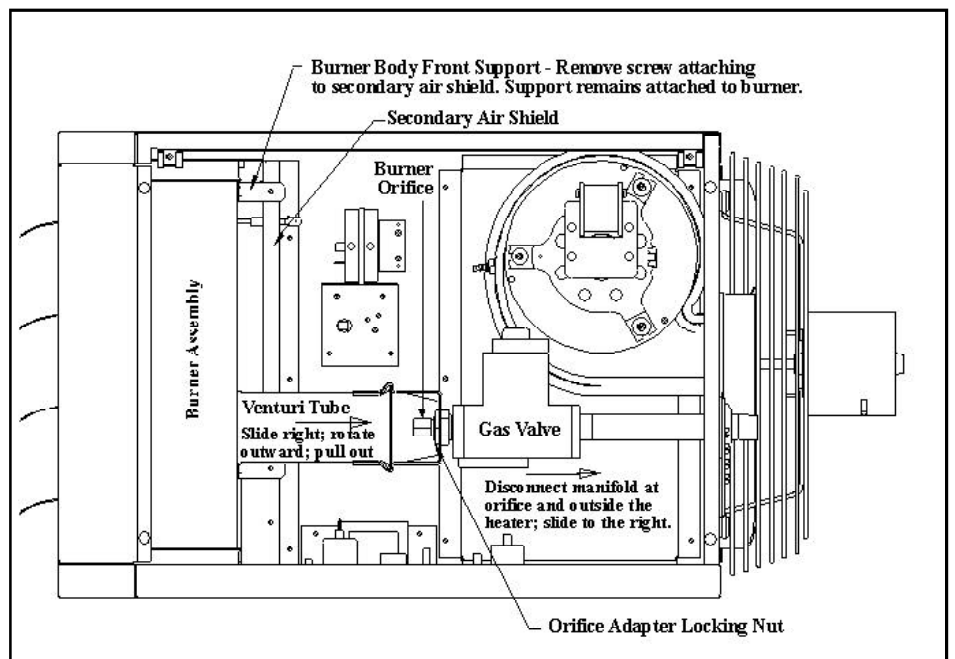 Burner Body Front Support - Remove screw attaching
to secondary air shield. Support remains attached to burner.
Secondary Air Shield
Burner
Orifice
Burner Assembly
Venturi Tube
Slide right; rotate
outward; pull out
Gas Valve
Disconnect manifold at
orifice and outside the
heater; slide to the right.
Orifice Adapter Locking Nut